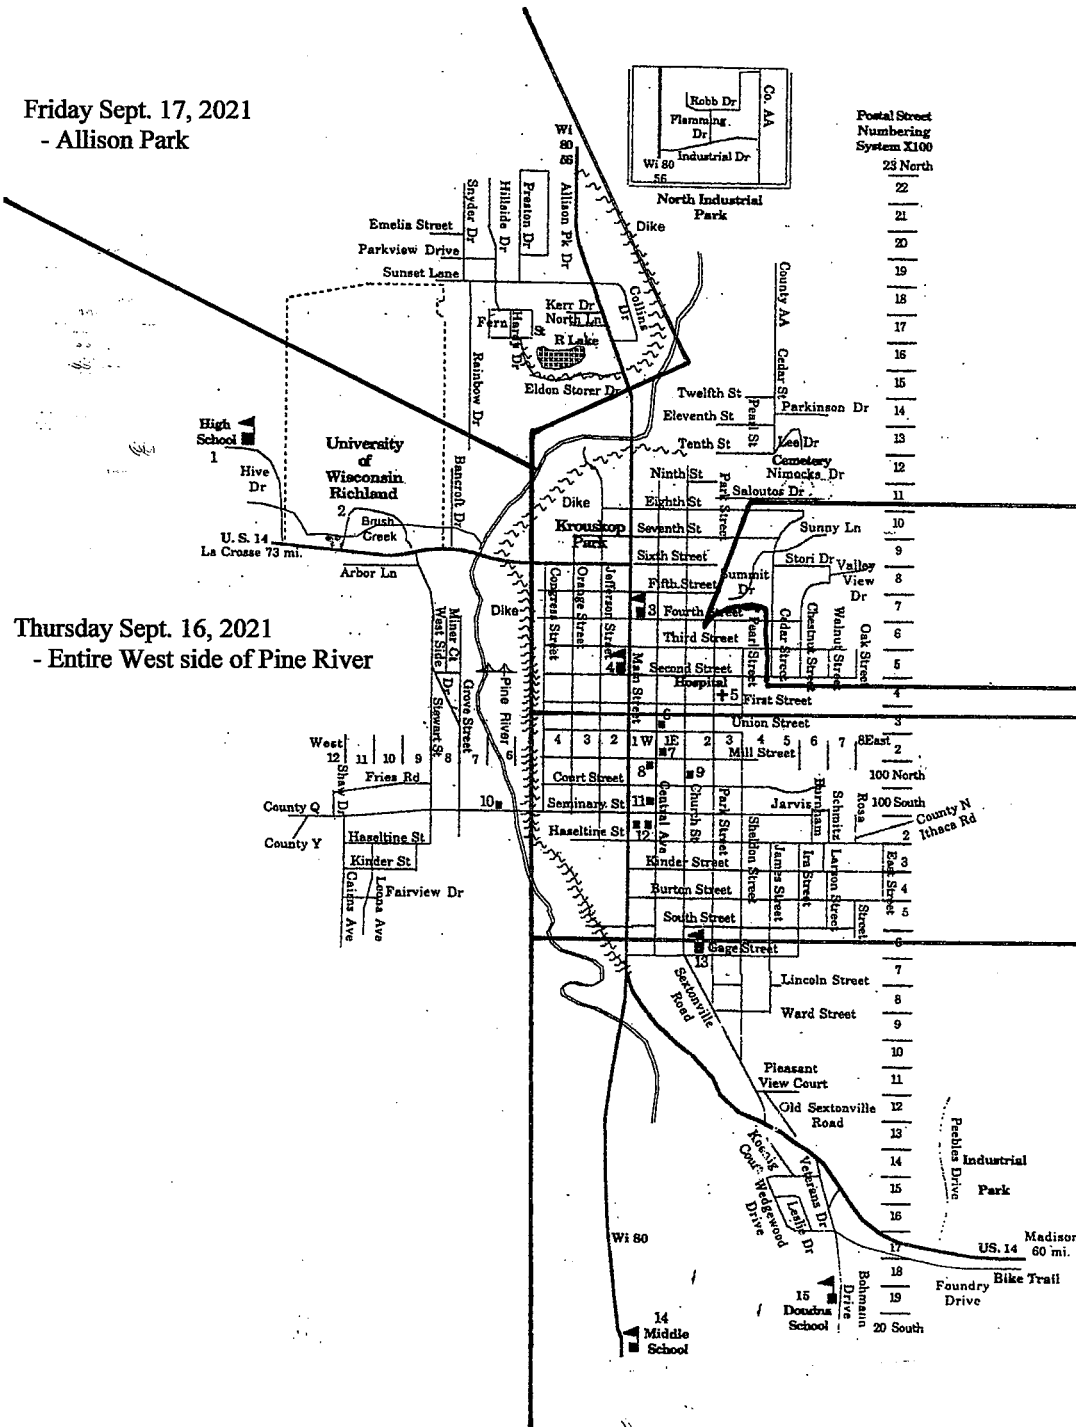 Friday Sept. 17, 2021
- Allison Park
Thursday Sept. 16, 2021
- Entire West side of Pine River
Robb Dr
Flamming
Dr
Industrial Dr
Co. AA
Wi 80
56
North Industrial
Park
Postal Street
Numbering
System X100
23 North
22
21
20
19
18
17
16
15
14
13
12
11
10
9
8
7
6
5
4
3
2
100 North
100 South
2
3
4
5
6
7
8
9
10
11
12
13
14
15
16
17
18
19
20 South
Wi
80
56
Allison Pk Dr
Preston Dr
Hillside Dr
Snyder Dr
Emelia Street
Parkview Drive
Sunset Lane
Dike
Collins
Dr
Kerr Dr
North Ln
Fern
St
Hardy Dr
R Lake
Eldon Storer Dr
Rainbow Dr
County AA
Cedar St
Twelfth St
Eleventh St
Tenth St
Pearl St
Parkinson Dr
Lee Dr
Cemetery
Nimocks Dr
Ninth St
Park Street
Saloutos Dr
Eighth St
Seventh St
Sixth Street
Fifth Street
Fourth Street
Third Street
Second Street
Hospital
+5
First Street
Union Street
Mill Street
Sunny Ln
Stori Dr
Valley
View
Dr
Summit
Dr
Pearl Street
Cedar Street
Chestnut Street
Walnut Street
Oak Street
High
School
1
Hive
Dr
University
of
Wisconsin
Richland
2
Brush
Creek
Bancroft Dr
U. S. 14
La Crosse 73 mi.
Arbor Ln
Dike
Krouskop
Park
Congress Street
Orange Street
Jefferson Street
Main Street
3
4
Dike
Pine River
Miner Ct
West Side
Dr
Stewart St
Grove Street
West
12
11
10
9
8
7
6
4
3
2
1 W
1E
2
3
4
5
6
7
8East
6
7
8
9
Court Street
Seminary St
11
Haseltine St
12
Central Ave
Church St
Park Street
Sheldon Street
Jarvis
Burnham
Schmitz
Rosa
County N
Ithaca Rd
Shaw Dr
Fries Rd
10
County Q
County Y
Haseltine St
Kinder St
Cairns Ave
Leona Ave
Fairview Dr
Kinder Street
Burton Street
South Street
Gage Street
13
James Street
Ira Street
Larson Street
East Street
Street
Lincoln Street
Ward Street
Sextonville
Road
Pleasant
View Court
Old Sextonville
Road
Koenig
Court
Wedgewood
Drive
Leslie Dr
Veterans Dr
Peebles Drive
Industrial
Park
Madison
60 mi.
US. 14
Bike Trail
Foundry
Drive
Bohmann
Drive
15
Doudna
School
Wi 80
14
Middle
School